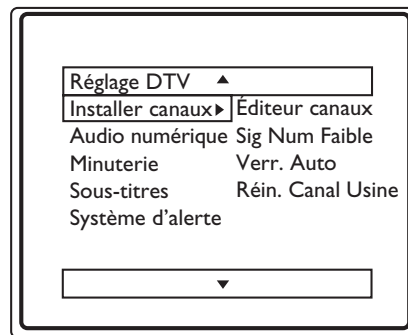 Réglage DTV ▲
Installer canaux▶ Éditeur canaux
Audio numérique Sig Num Faible
Minuterie Verr. Auto
Sous-titres Réin. Canal Usine
Système d'alerte
▼